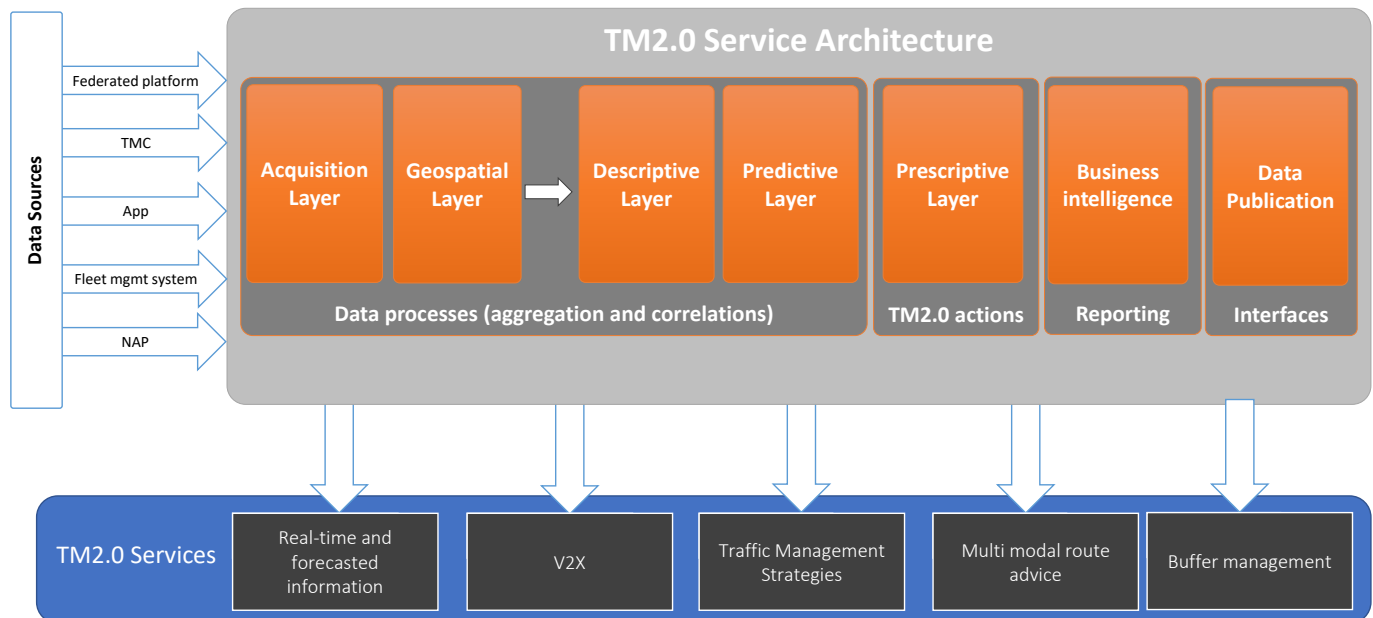 TM2.0 Service Architecture
Data Sources
Federated platform
TMC
App
Fleet mgmt system
NAP
Acquisition
Layer
Geospatial
Layer
Descriptive
Layer
Predictive
Layer
Prescriptive
Layer
Business
intelligence
Data
Publication
Data processes (aggregation and correlations)
TM2.0 actions
Reporting
Interfaces
TM2.0 Services
Real-time and
forecasted
information
V2X
Traffic Management
Strategies
Multi modal route
advice
Buffer management